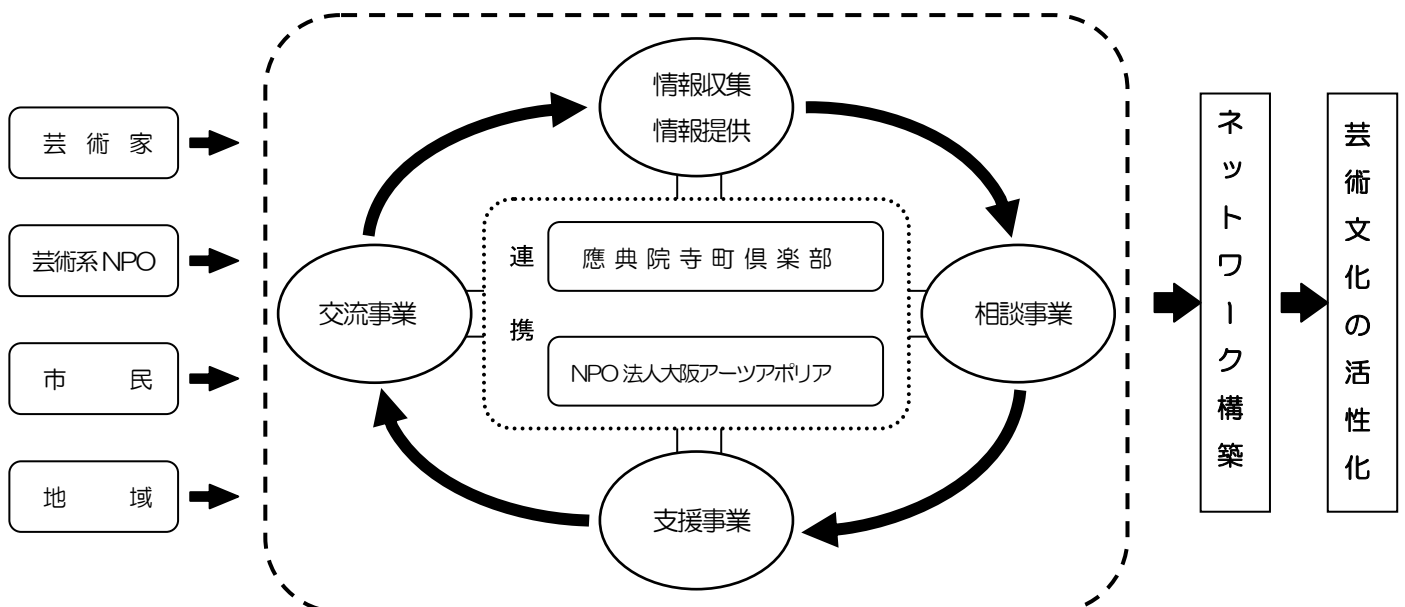 芸術家
芸術系NPO
市民
地域
情報収集
情報提供
交流事業
連携
應典院寺町倶楽部
NPO法人大阪アーツアポリア
相談事業
支援事業
ネットワーク構築
芸術文化の活性化